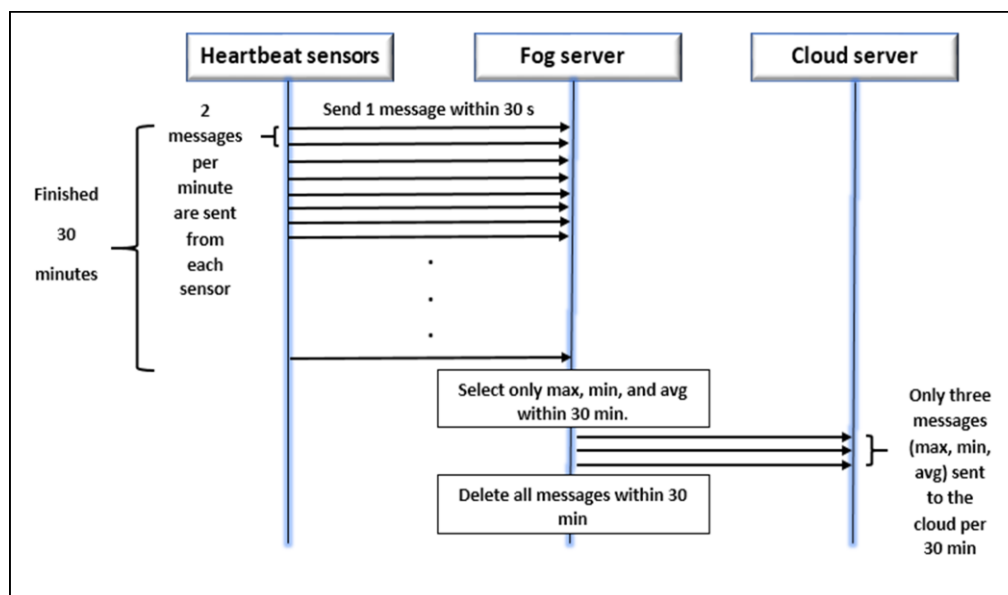 Heartbeat sensors
Fog server
Cloud server
2
messages
per
minute
are sent
from
each
sensor
Send 1 message within 30 s
Finished
30
minutes
Select only max, min, and avg
within 30 min.
Only three
messages
(max, min,
avg) sent
to the
cloud per
30 min
Delete all messages within 30
min